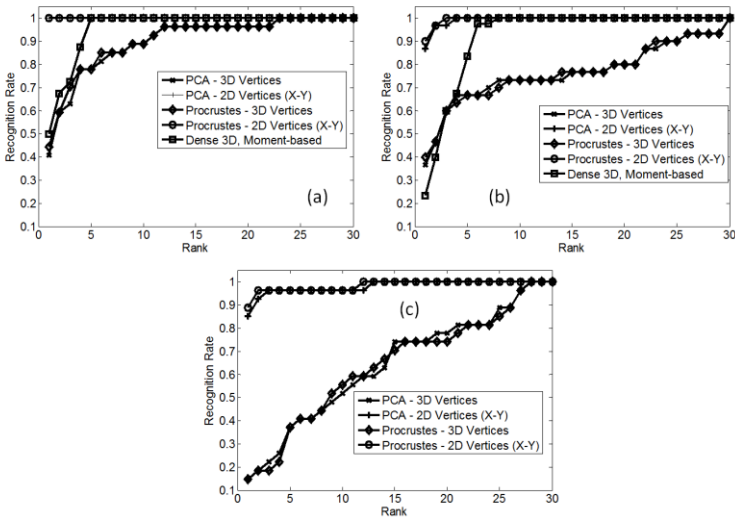 1
0.9
0.8
0.7
0.6
0.5
0.4
0.3
0.2
0.1
Recognition Rate
0 5 10 15 20 25 30
Rank
PCA - 3D Vertices
PCA - 2D Vertices (X-Y)
Procrustes - 3D Vertices
Procrustes - 2D Vertices (X-Y)
Dense 3D, Moment-based
(a)
1
0.9
0.8
0.7
0.6
0.5
0.4
0.3
0.2
0.1
Recognition Rate
0 5 10 15 20 25 30
Rank
PCA - 3D Vertices
PCA - 2D Vertices (X-Y)
Procrustes - 3D Vertices
Procrustes - 2D Vertices (X-Y)
Dense 3D, Moment-based
(b)
1
0.9
0.8
0.7
0.6
0.5
0.4
0.3
0.2
0.1
Recognition Rate
0 5 10 15 20 25 30
Rank
(c)
PCA - 3D Vertices
PCA - 2D Vertices (X-Y)
Procrustes - 3D Vertices
Procrustes - 2D Vertices (X-Y)